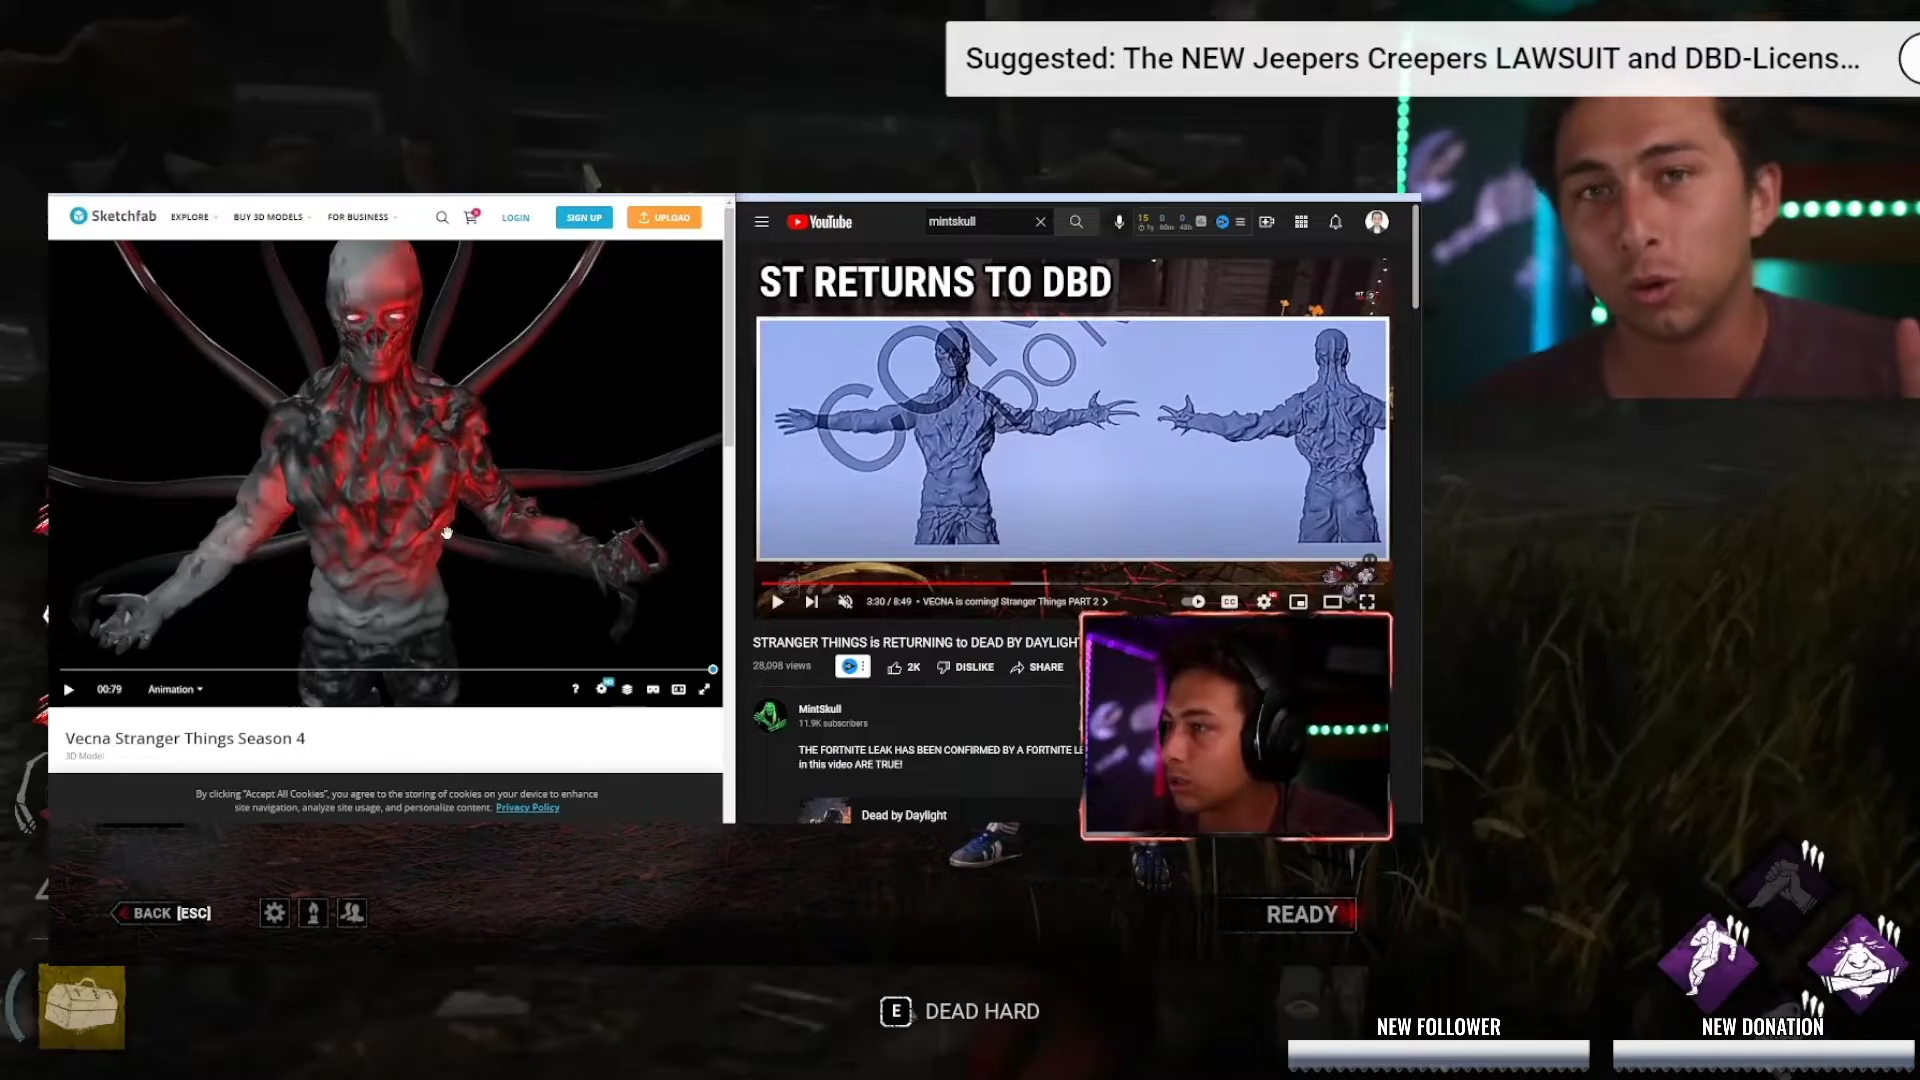 Suggested: The NEW Jeepers Creepers LAWSUIT and DBD-Licens...
Sketchfab EXPLORE BUY 3D MODELS FOR BUSINESS LOGIN SIGN UP UPLOAD
YouTube mintskull
ST RETURNS TO DBD
3:30 / 8:49 • VECNA is coming! Stranger Things PART 2 >
CC
STRANGER THINGS is RETURNING to DEAD BY DAYLIGHT
28,098 views 2K DISLIKE SHARE
00:79 Animation
?
MintSkull
11.9K subscribers
Vecna Stranger Things Season 4
3D Model
THE FORTNITE LEAK HAS BEEN CONFIRMED BY A FORTNITE LE
in this video ARE TRUE!
By clicking "Accept All Cookies", you agree to the storing of cookies on your device to enhance
site navigation, analyze site usage, and personalize content. Privacy Policy
Dead by Daylight
BACK [ESC]
READY
E DEAD HARD
NEW FOLLOWER
NEW DONATION